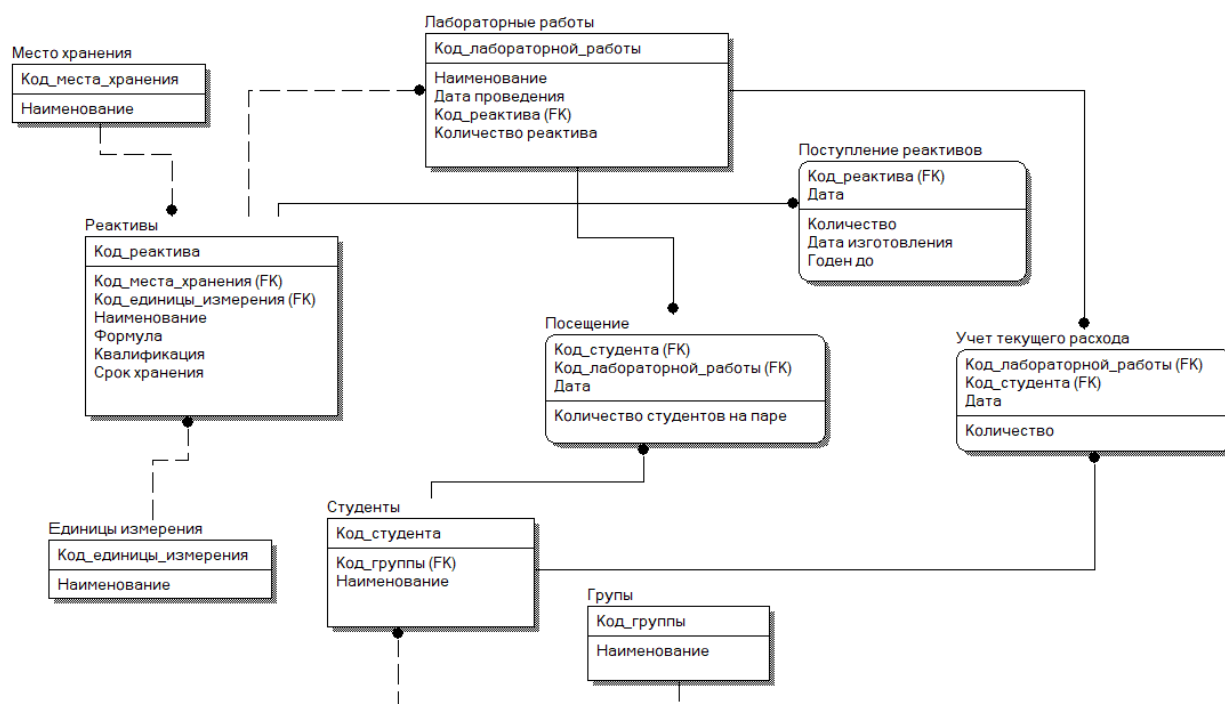 Лабораторные работы
Код_лабораторной_работы
Наименование
Дата проведения
Код_реактива (FK)
Количество реактива
Место хранения
Код_места_хранения
Наименование
Поступление реактивов
Код_реактива (FK)
Дата
Количество
Дата изготовления
Годен до
Реактивы
Код_реактива
Код_места_хранения (FK)
Код_единицы_измерения (FK)
Наименование
Формула
Квалификация
Срок хранения
Посещение
Код_студента (FK)
Код_лабораторной_работы (FK)
Дата
Количество студентов на паре
Учет текущего расхода
Код_лабораторной_работы (FK)
Код_студента (FK)
Дата
Количество
Единицы измерения
Код_единицы_измерения
Наименование
Студенты
Код_студента
Код_группы (FK)
Наименование
Групы
Код_группы
Наименование